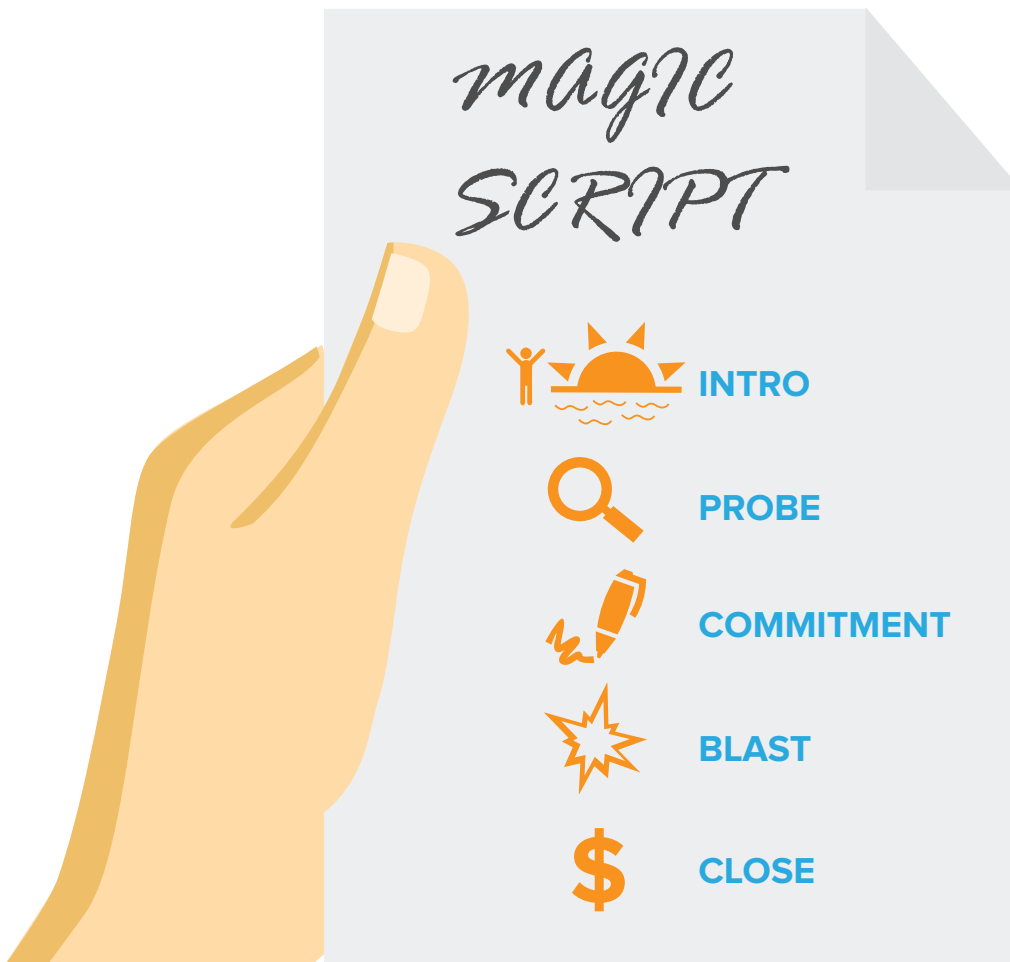 MAGIC
SCRIPT
INTRO
PROBE
COMMITMENT
BLAST
$ CLOSE